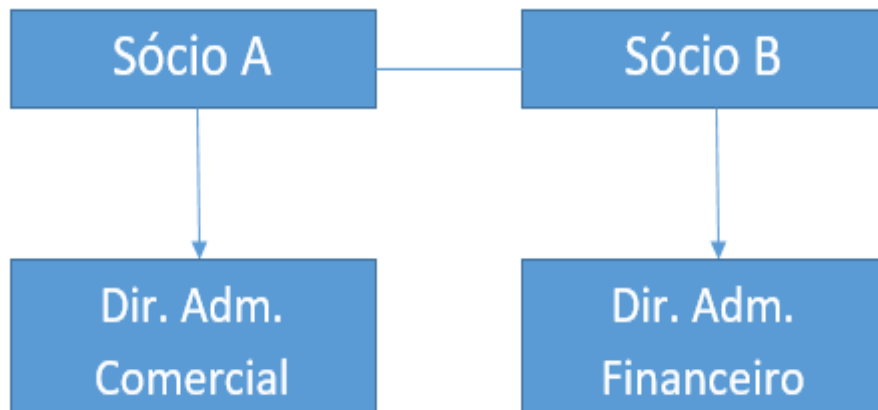 Sócio A
Sócio B
Dir. Adm.
Comercial
Dir. Adm.
Financeiro